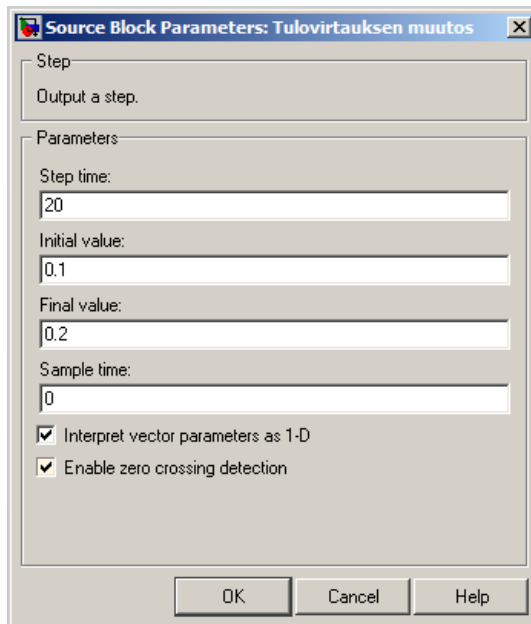 Source Block Parameters: Tulovirtauksen muutos
Step
Output a step.
Parameters
Step time:
20
Initial value:
0.1
Final value:
0.2
Sample time:
0
Interpret vector parameters as 1-D
Enable zero crossing detection
OK Cancel Help